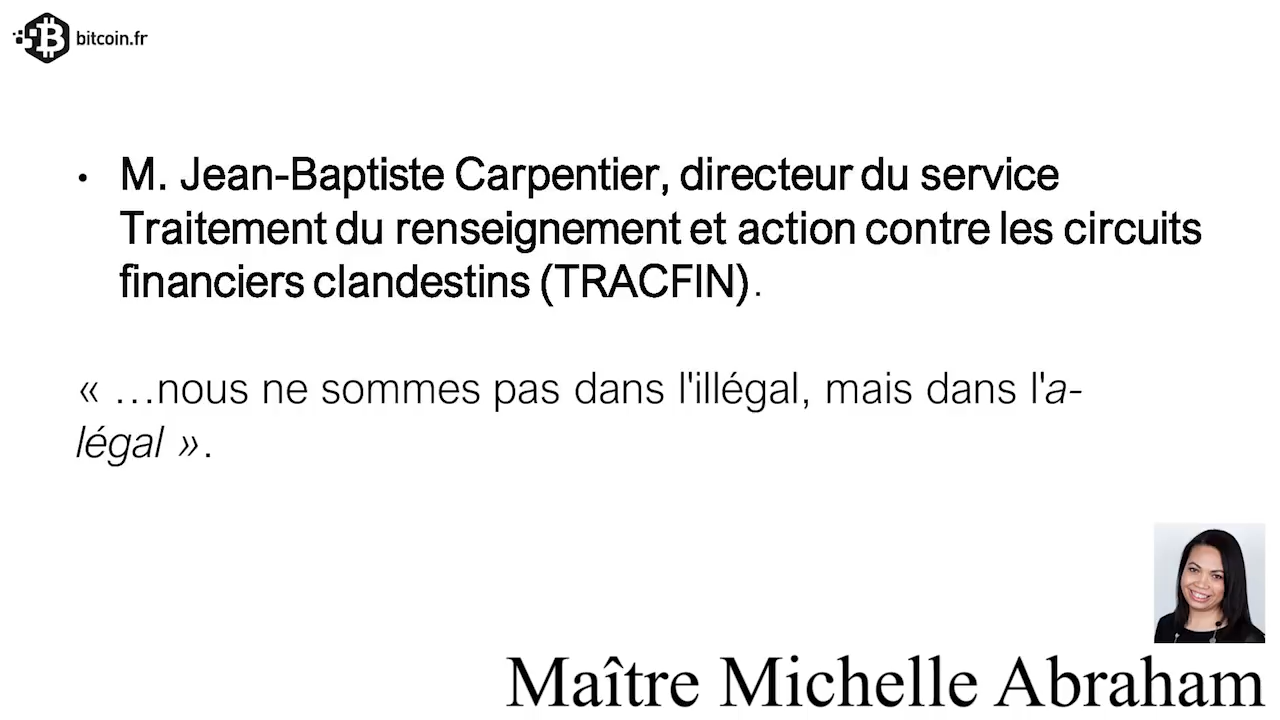 bitcoin.fr
• M. Jean-Baptiste Carpentier, directeur du service
Traitement du renseignement et action contre les circuits
financiers clandestins (TRACFIN).
« …nous ne sommes pas dans l'illégal, mais dans l'a-
légal ».
Maître Michelle Abraham